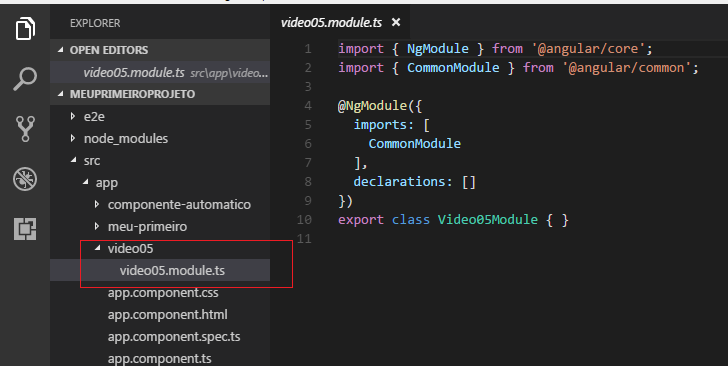 EXPLORER
OPEN EDITORS
video05.module.ts src\app\video...
MEUPRIMEIROPROJETO
e2e
node_modules
src
app
componente-automatico
meu-primeiro
video05
video05.module.ts
app.component.css
app.component.html
app.component.spec.ts
app.component.ts
video05.module.ts ×
1 import { NgModule } from '@angular/core';
2 import { CommonModule } from '@angular/common';
3
4 @NgModule({
5 imports: [
6 CommonModule
7 ],
8 declarations: []
9 })
10 export class Video05Module { }
11